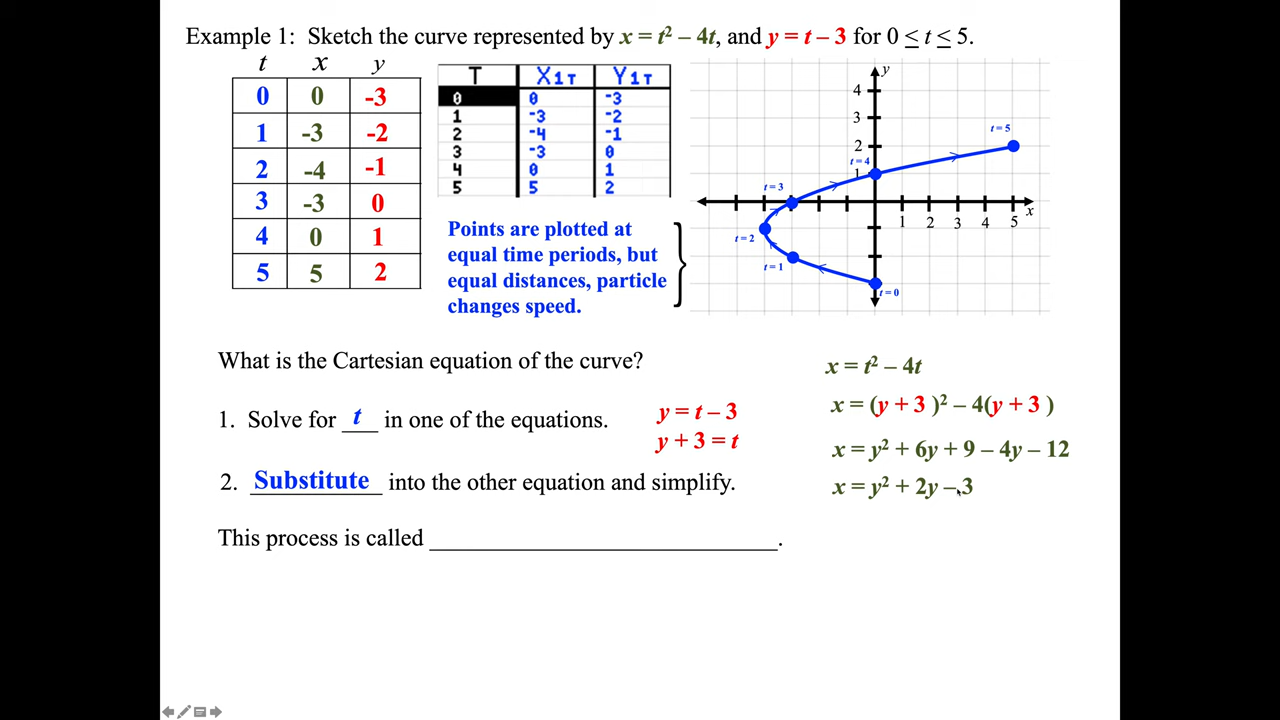 Example 1: Sketch the curve represented by x = t² – 4t, and y = t – 3 for 0 ≤ t ≤ 5.
t x y
0 0 -3
1 -3 -2
2 -4 -1
3 -3 0
4 0 1
5 5 2
T X1T Y1T
0 0 -3
1 -3 -2
2 -4 -1
3 -3 0
4 0 1
5 5 2
Points are plotted at
equal time periods, but
equal distances, particle
changes speed.
y
4
3
2
1
t = 5
t = 4
t = 3
1 2 3 4 5 x
t = 2
t = 1
t = 0
What is the Cartesian equation of the curve?
1. Solve for t in one of the equations.
y = t – 3
y + 3 = t
2. Substitute into the other equation and simplify.
x = t² – 4t
x = (y + 3 )² – 4(y + 3 )
x = y² + 6y + 9 – 4y – 12
x = y² + 2y – 3
This process is called ______________________________.